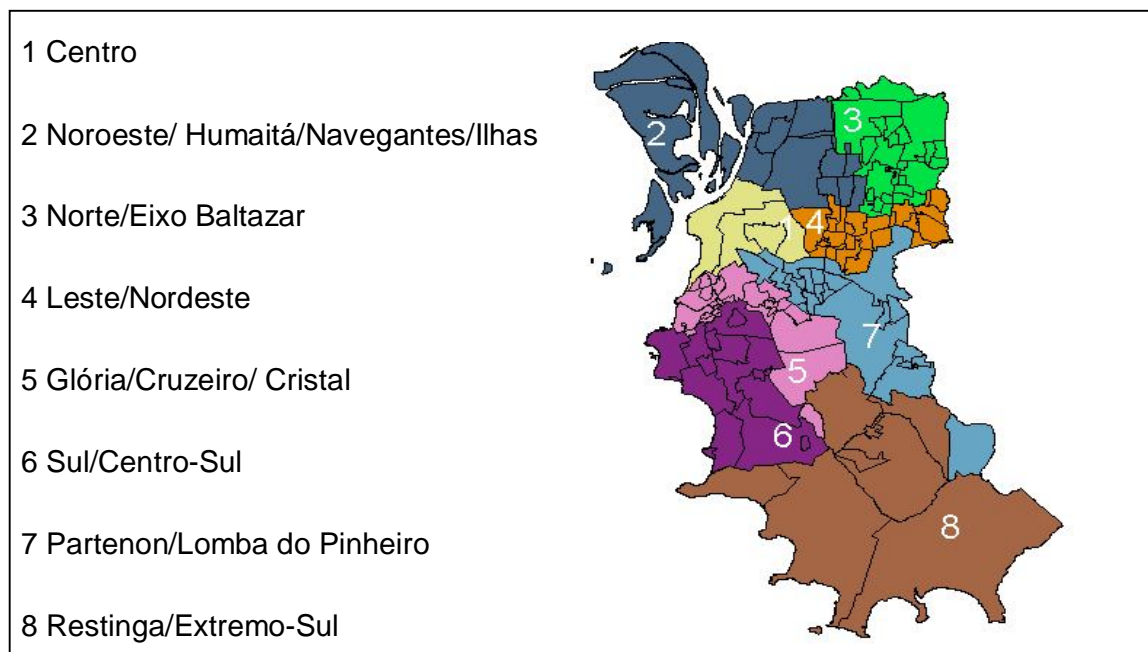 1 Centro
2 Noroeste/ Humaitá/Navegantes/Ilhas
3 Norte/Eixo Baltazar
4 Leste/Nordeste
5 Glória/Cruzeiro/ Cristal
6 Sul/Centro-Sul
7 Partenon/Lomba do Pinheiro
8 Restinga/Extremo-Sul
2
3
1
4
7
5
6
8